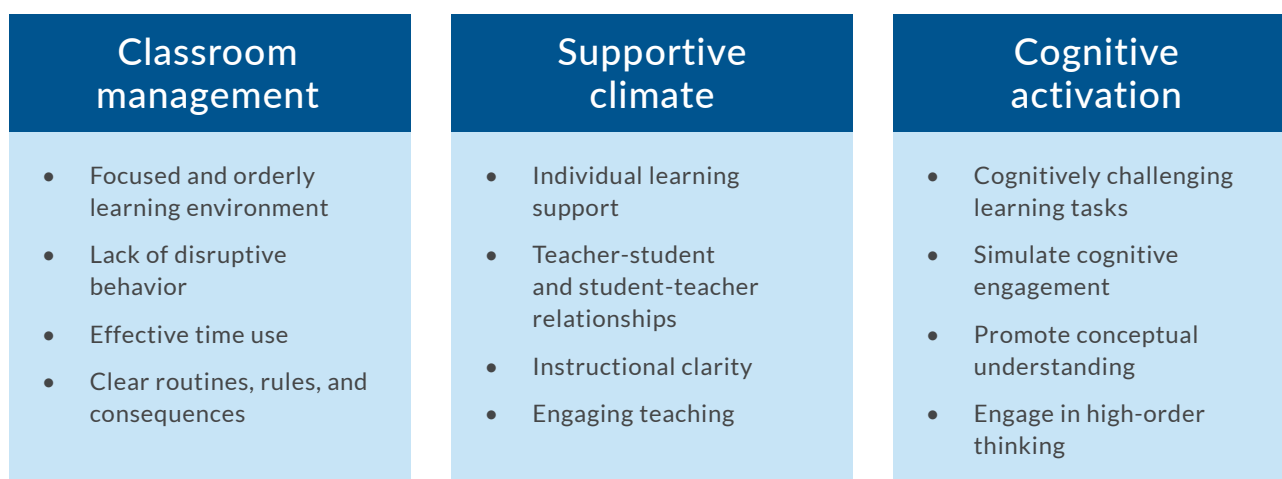 Classroom
management
• Focused and orderly
learning environment
• Lack of disruptive
behavior
• Effective time use
• Clear routines, rules, and
consequences
Supportive
climate
• Individual learning
support
• Teacher-student
and student-teacher
relationships
• Instructional clarity
• Engaging teaching
Cognitive
activation
• Cognitively challenging
learning tasks
• Simulate cognitive
engagement
• Promote conceptual
understanding
• Engage in high-order
thinking